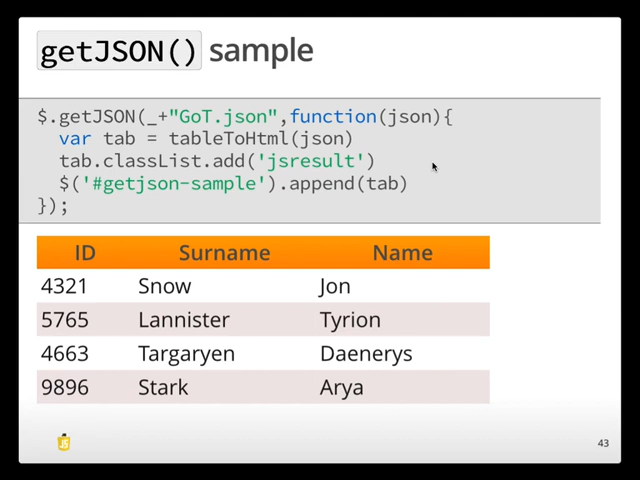 getJSON() sample
$.getJSON(_+"GoT.json",function(json){
var tab = tableToHtml(json)
tab.classList.add('jsresult')
$('#getjson-sample').append(tab)
});
ID Surname Name
4321 Snow Jon
5765 Lannister Tyrion
4663 Targaryen Daenerys
9896 Stark Arya
JS 43